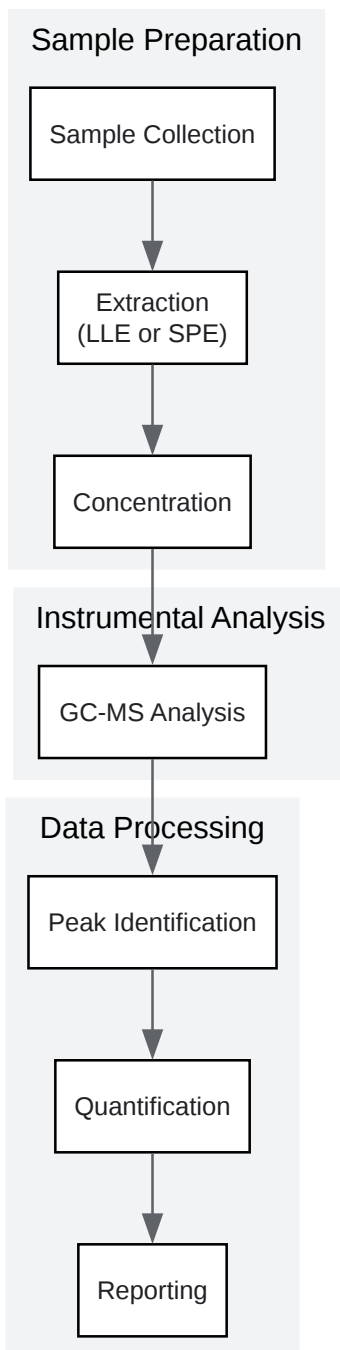 Sample Preparation
Sample Collection
Extraction
(LLE or SPE)
Concentration
Instrumental Analysis
GC-MS Analysis
Data Processing
Peak Identification
Quantification
Reporting